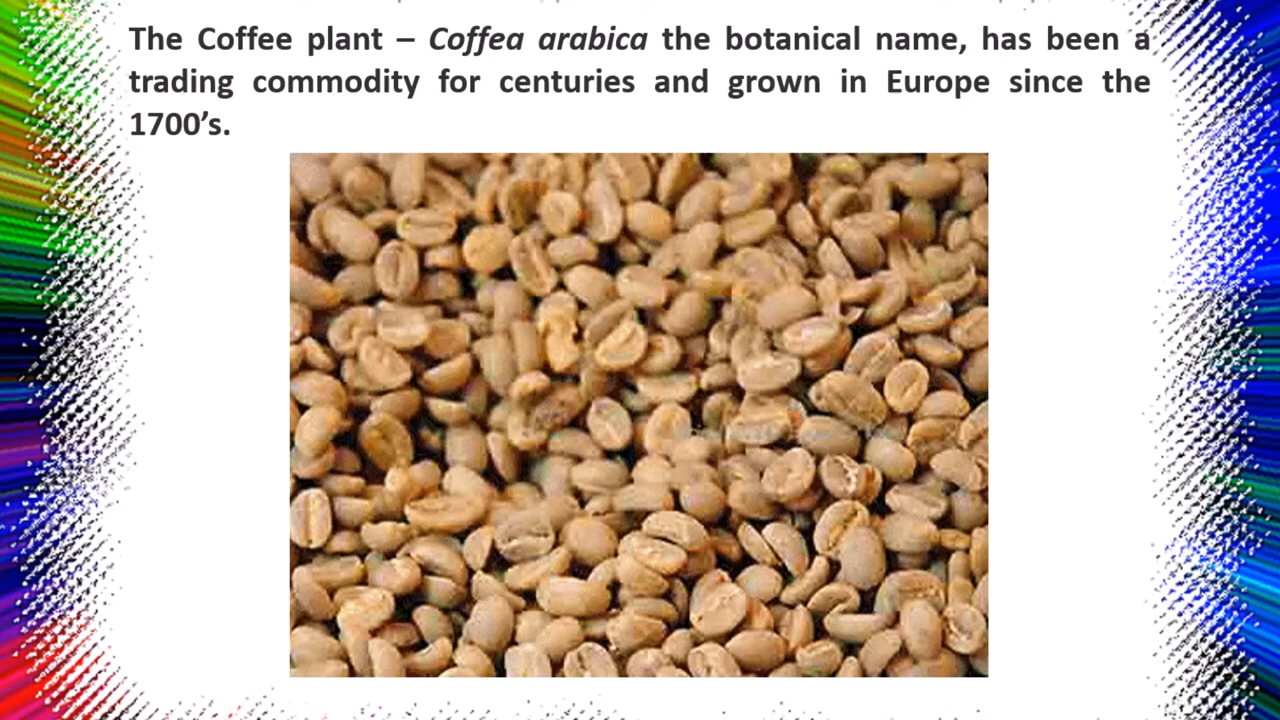 The Coffee plant – Coffea arabica the botanical name, has been a
trading commodity for centuries and grown in Europe since the
1700’s.